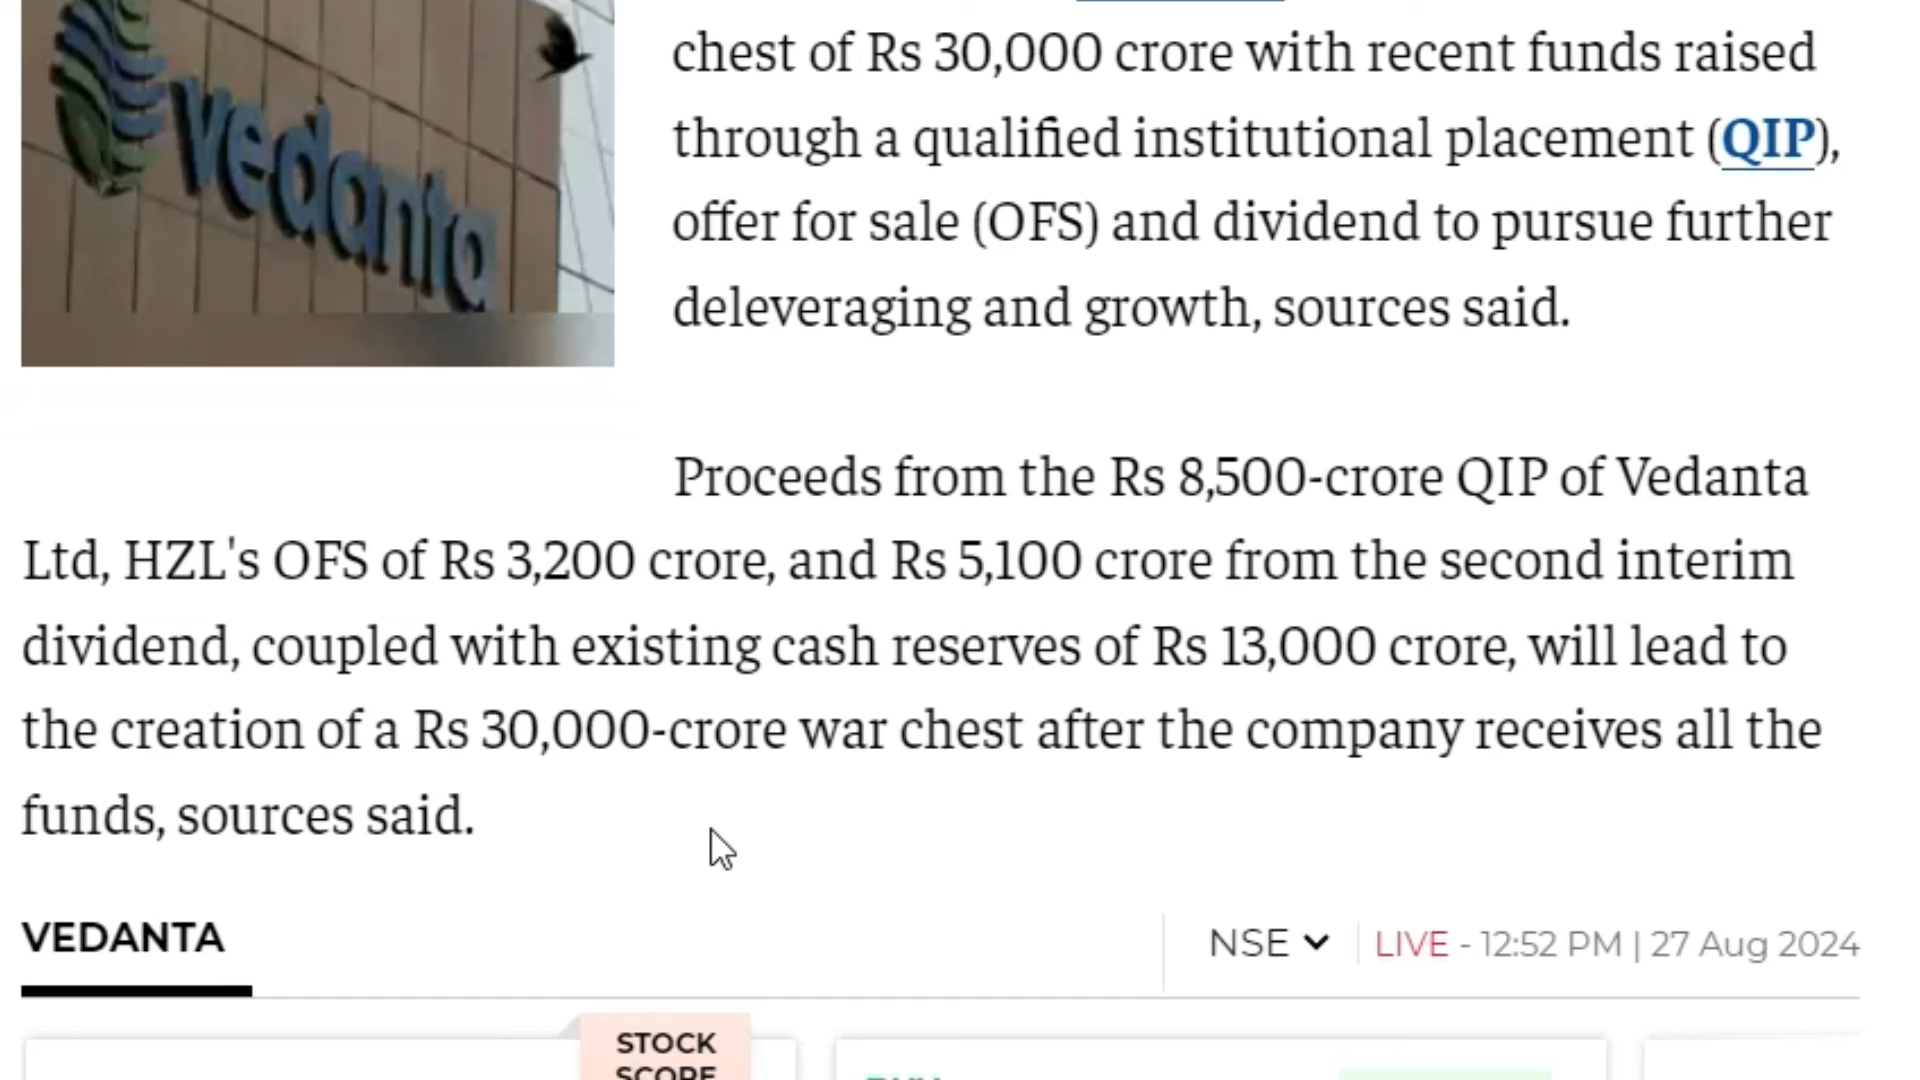 vedanta
chest of Rs 30,000 crore with recent funds raised
through a qualified institutional placement (QIP),
offer for sale (OFS) and dividend to pursue further
deleveraging and growth, sources said.
Proceeds from the Rs 8,500-crore QIP of Vedanta
Ltd, HZL's OFS of Rs 3,200 crore, and Rs 5,100 crore from the second interim
dividend, coupled with existing cash reserves of Rs 13,000 crore, will lead to
the creation of a Rs 30,000-crore war chest after the company receives all the
funds, sources said.
VEDANTA
NSE LIVE - 12:52 PM | 27 Aug 2024
STOCK
SCORE